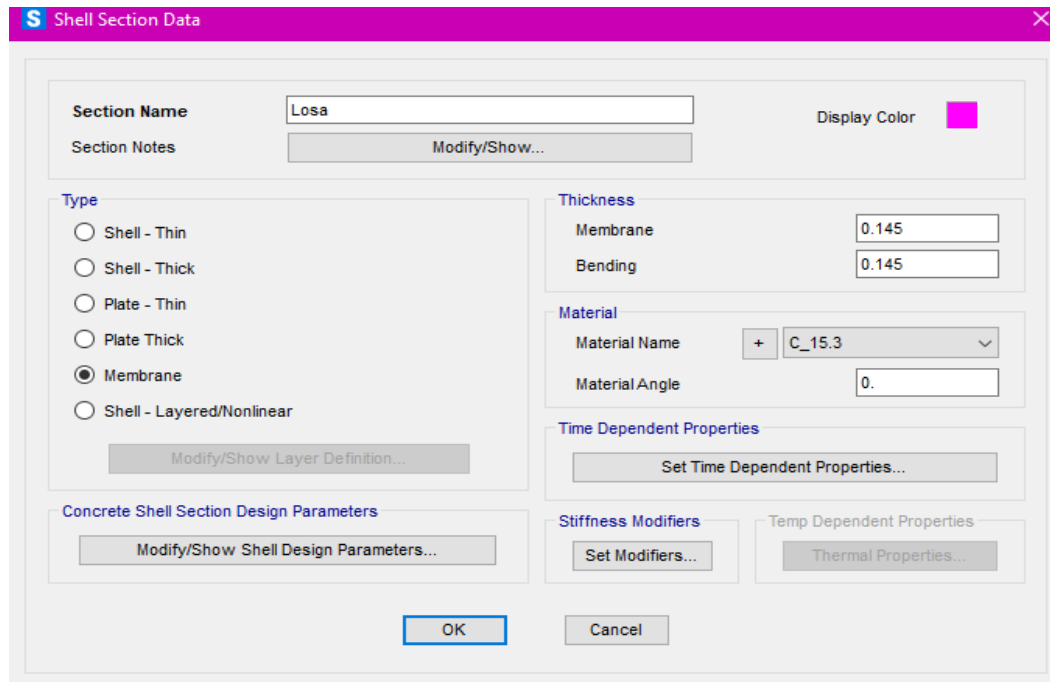 S Shell Section Data
Section Name Losa Display Color
Section Notes Modify/Show...
Type
Shell - Thin
Shell - Thick
Plate - Thin
Plate Thick
Membrane
Shell - Layered/Nonlinear
Modify/Show Layer Definition...
Thickness
Membrane 0.145
Bending 0.145
Material
Material Name + C_15.3
Material Angle 0.
Time Dependent Properties
Set Time Dependent Properties...
Concrete Shell Section Design Parameters
Modify/Show Shell Design Parameters...
Stiffness Modifiers
Set Modifiers...
Temp Dependent Properties
Thermal Properties...
OK Cancel